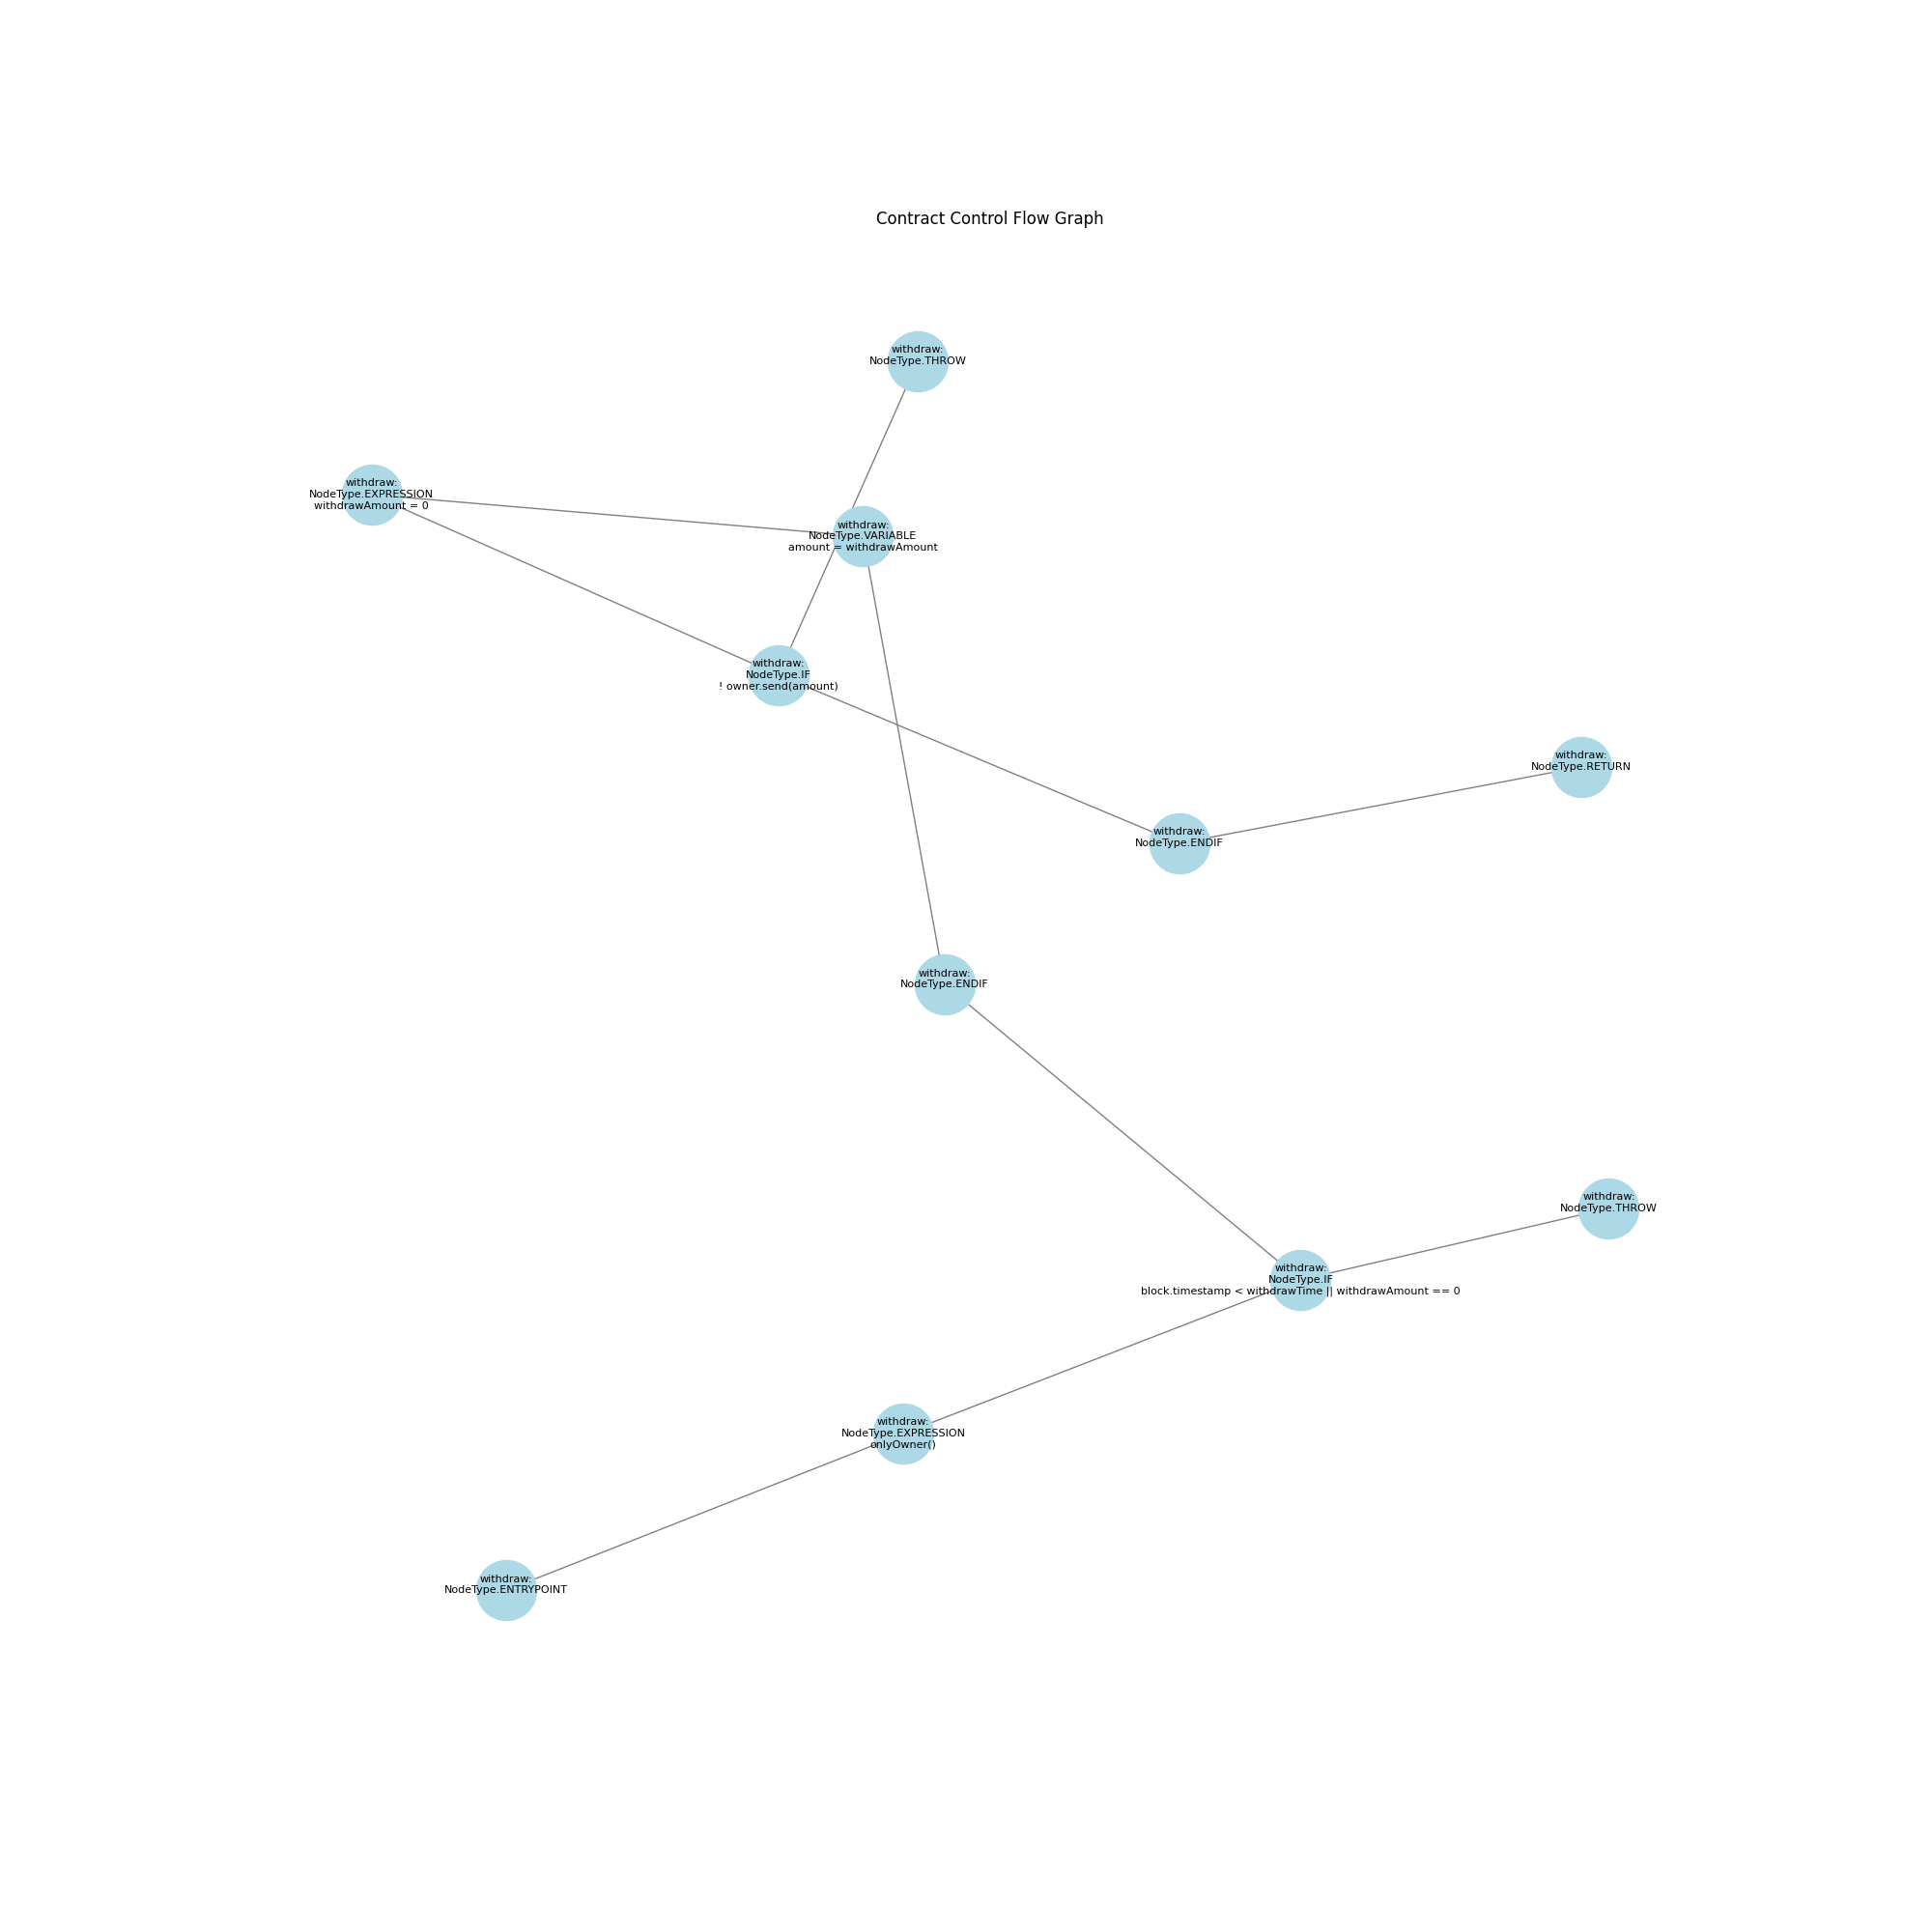 Contract Control Flow Graph
withdraw:
NodeType.THROW
withdraw:
NodeType.EXPRESSION
withdrawAmount = 0
withdraw:
NodeType.VARIABLE
amount = withdrawAmount
withdraw:
NodeType.IF
! owner.send(amount)
withdraw:
NodeType.RETURN
withdraw:
NodeType.ENDIF
withdraw:
NodeType.ENDIF
withdraw:
NodeType.THROW
withdraw:
NodeType.IF
block.timestamp < withdrawTime || withdrawAmount == 0
withdraw:
NodeType.EXPRESSION
onlyOwner()
withdraw:
NodeType.ENTRYPOINT